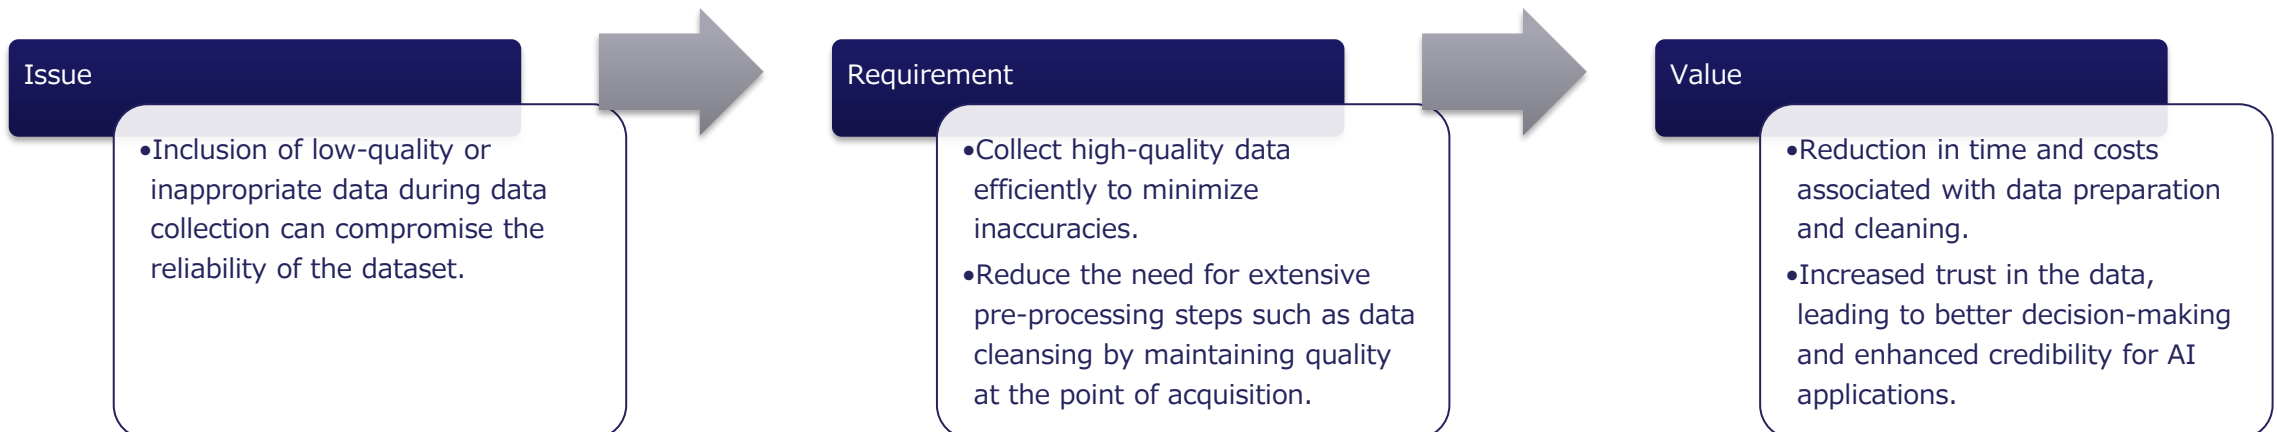 Issue
•Inclusion of low-quality or
inappropriate data during data
collection can compromise the
reliability of the dataset.
Requirement
•Collect high-quality data
efficiently to minimize
inaccuracies.
•Reduce the need for extensive
pre-processing steps such as data
cleansing by maintaining quality
at the point of acquisition.
Value
•Reduction in time and costs
associated with data preparation
and cleaning.
•Increased trust in the data,
leading to better decision-making
and enhanced credibility for AI
applications.